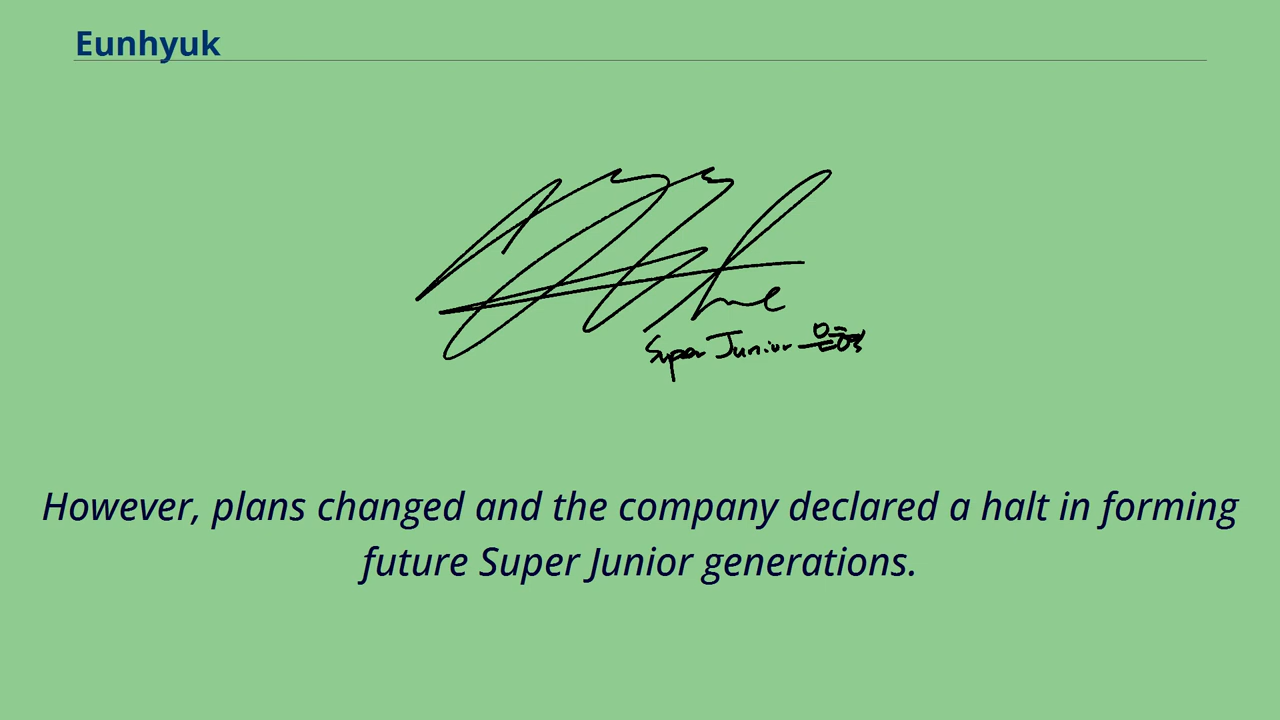 Eunhyuk
Super Junior 은혁
However, plans changed and the company declared a halt in forming
future Super Junior generations.